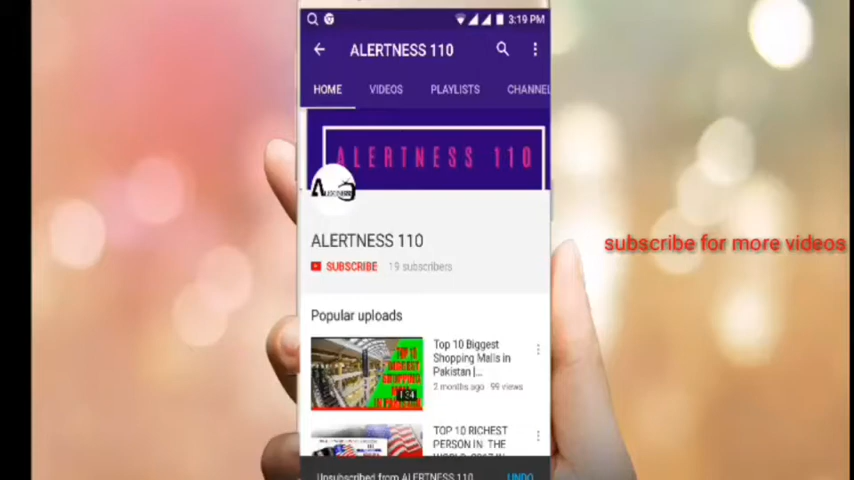 3:19 PM
ALERTNESS 110
HOME VIDEOS PLAYLISTS CHANNEL
ALERTNESS 110
ALERTNESS 110
SUBSCRIBE 19 subscribers
subscribe for more videos
Popular uploads
Top 10 Biggest
Shopping Malls in
Pakistan |...
2 months ago 99 views
1:34
TOP 10 RICHEST
PERSON IN THE
Unsubscribed from ALERTNESS 110 UNDO